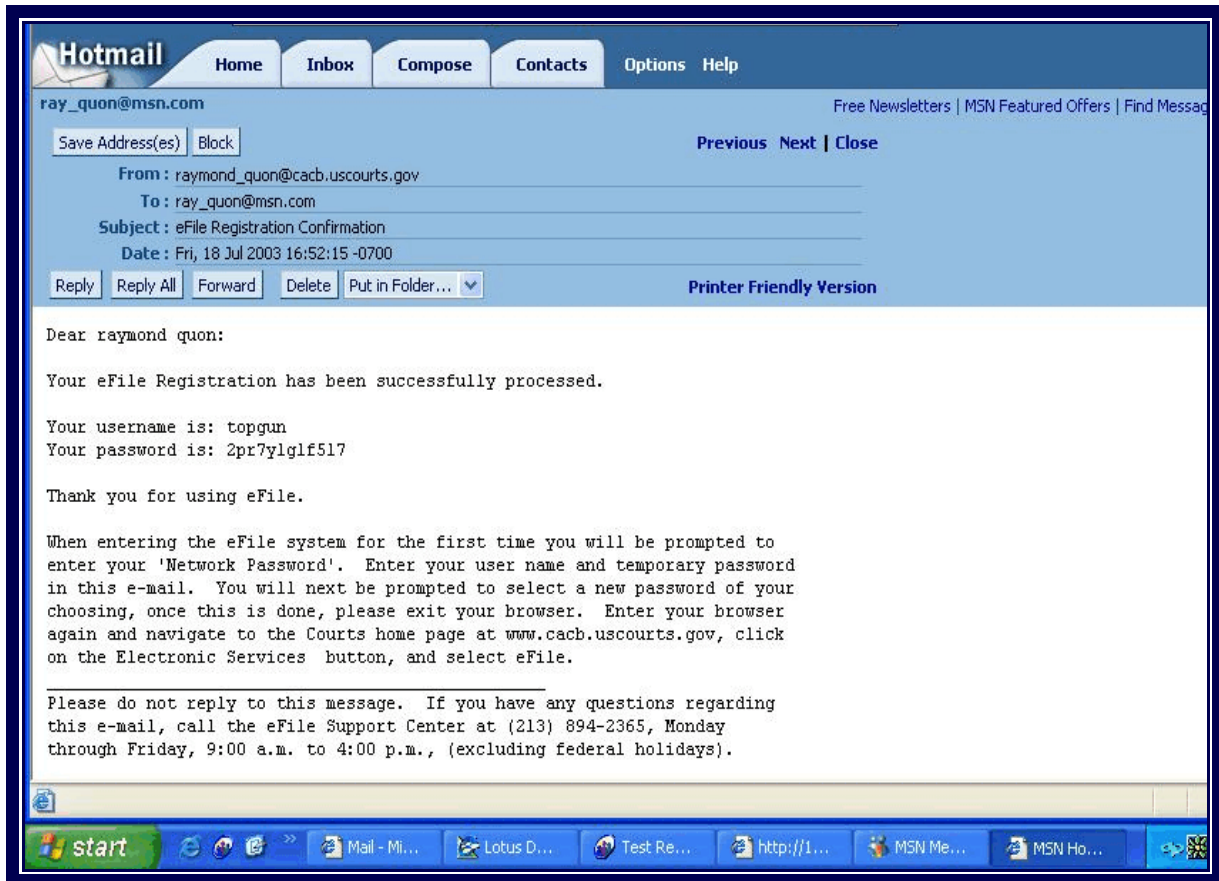 Hotmail Home Inbox Compose Contacts Options Help
ray_quon@msn.com Free Newsletters | MSN Featured Offers | Find Messag
Save Address(es) Block Previous Next | Close
From : raymond_quon@cacb.uscourts.gov
To : ray_quon@msn.com
Subject : eFile Registration Confirmation
Date : Fri, 18 Jul 2003 16:52:15 -0700
Reply Reply All Forward Delete Put in Folder... Printer Friendly Version
Dear raymond quon:
Your eFile Registration has been successfully processed.
Your username is: topgun
Your password is: 2pr7ylglf5l7
Thank you for using eFile.
When entering the eFile system for the first time you will be prompted to
enter your 'Network Password'.  Enter your user name and temporary password
in this e-mail.  You will next be prompted to select a new password of your
choosing, once this is done, please exit your browser.  Enter your browser
again and navigate to the Courts home page at www.cacb.uscourts.gov, click
on the Electronic Services  button, and select eFile.
Please do not reply to this message.  If you have any questions regarding
this e-mail, call the eFile Support Center at (213) 894-2365, Monday
through Friday, 9:00 a.m. to 4:00 p.m., (excluding federal holidays).
start Mail - Mi... Lotus D... Test Re... http://1... MSN Me... MSN Ho...